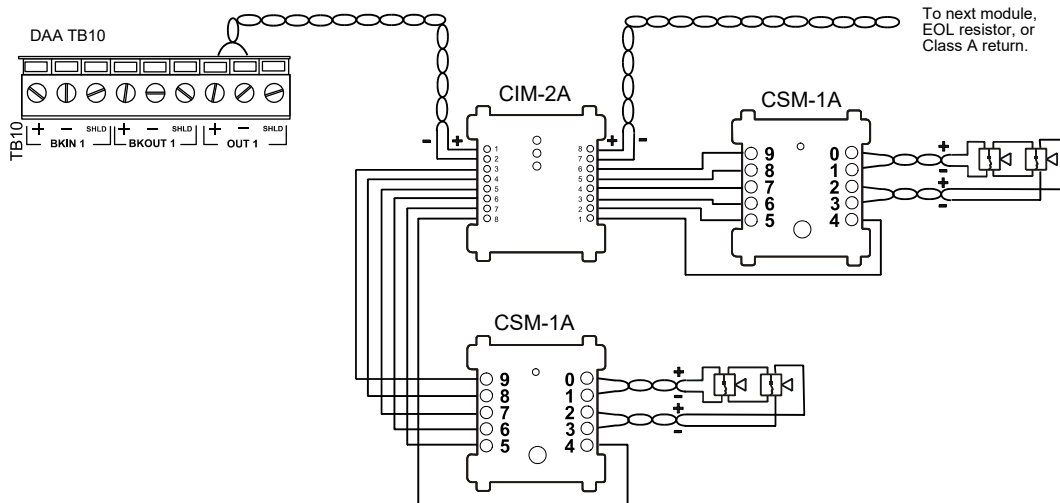 To next module,
EOL resistor, or
Class A return.
DAA TB10
TB10
+ − SHLD + − SHLD + − SHLD
BKIN 1 BKOUT 1 OUT 1
CIM-2A
− +
+ −
1 8
2 7
3 6
4 5
5 4
6 3
7 2
8 1
CSM-1A
9 0
8 1
7 2
6 3
5 4
+
−
+
−
CSM-1A
9 0
8 1
7 2
6 3
5 4
+
−
+
−